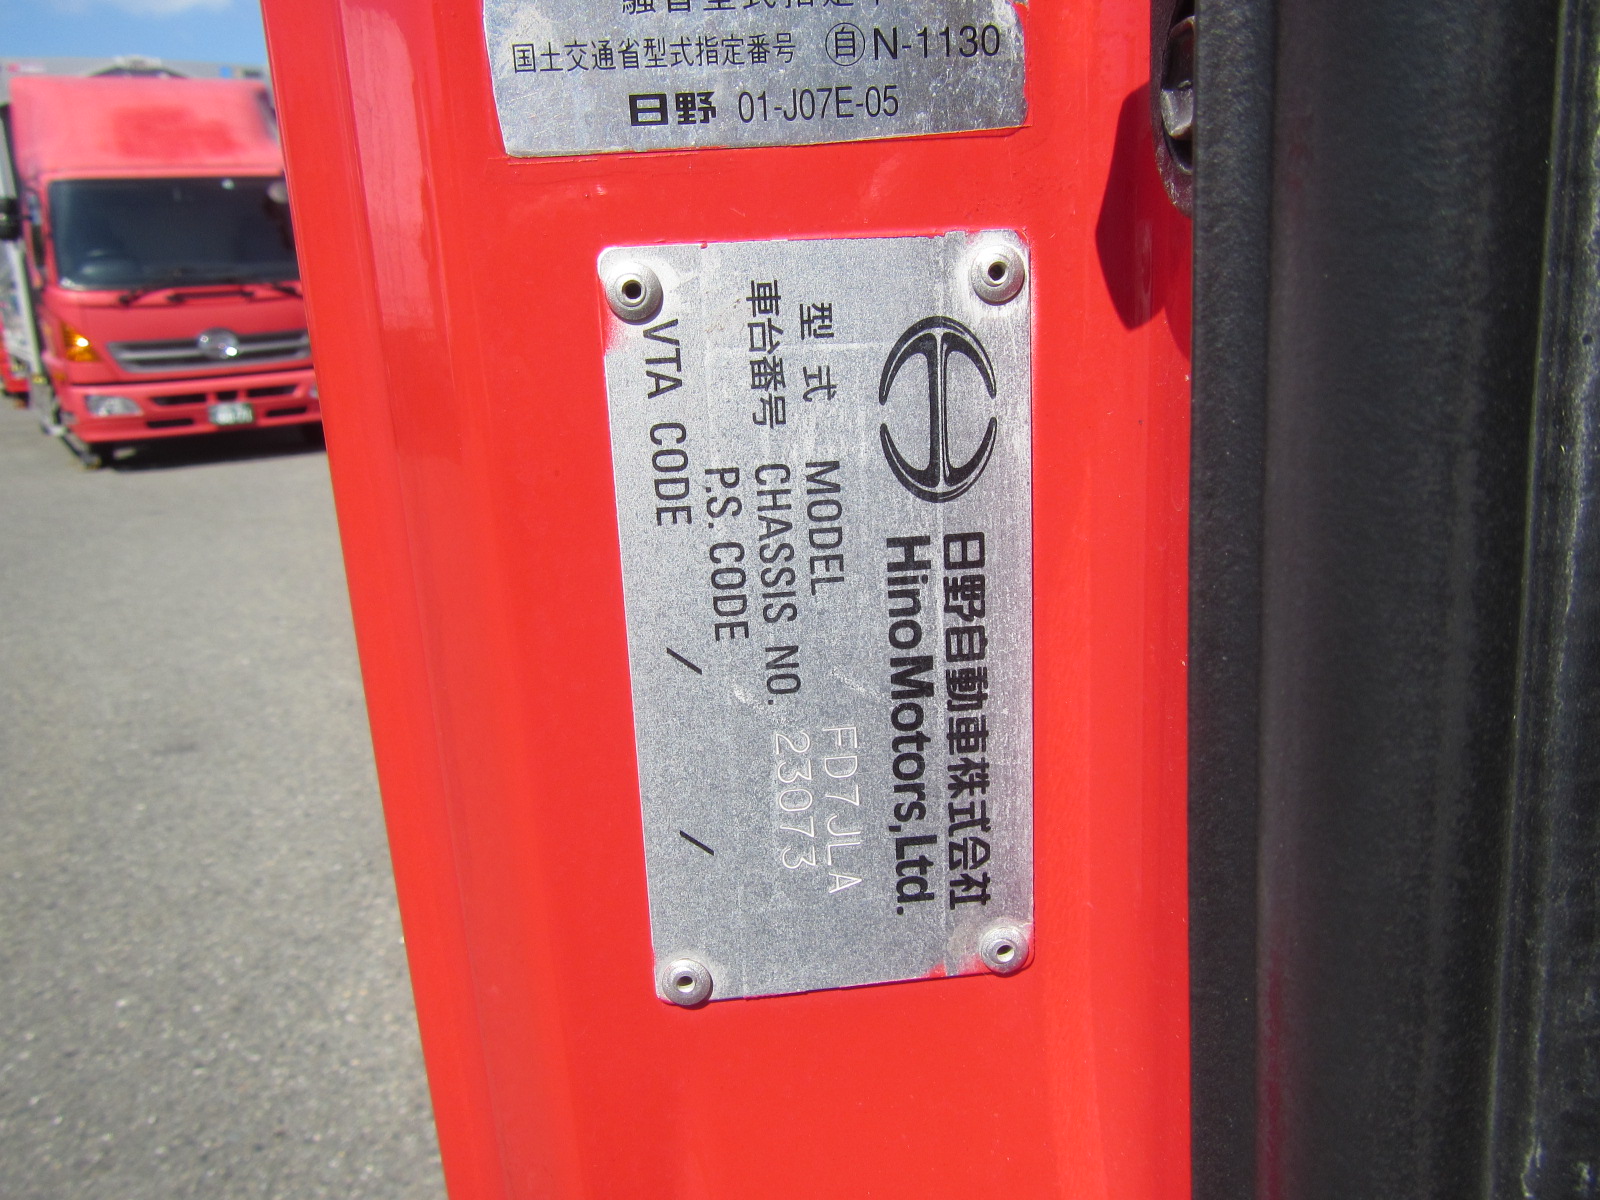 国土交通省型式指定番号 自 N-1130
日野 01-J07E-05
日野自動車株式会社
HinoMotors,Ltd.
型式 MODEL FD7JLA
車台番号 CHASSIS NO. 23073
P.S. CODE / /
VTA CODE